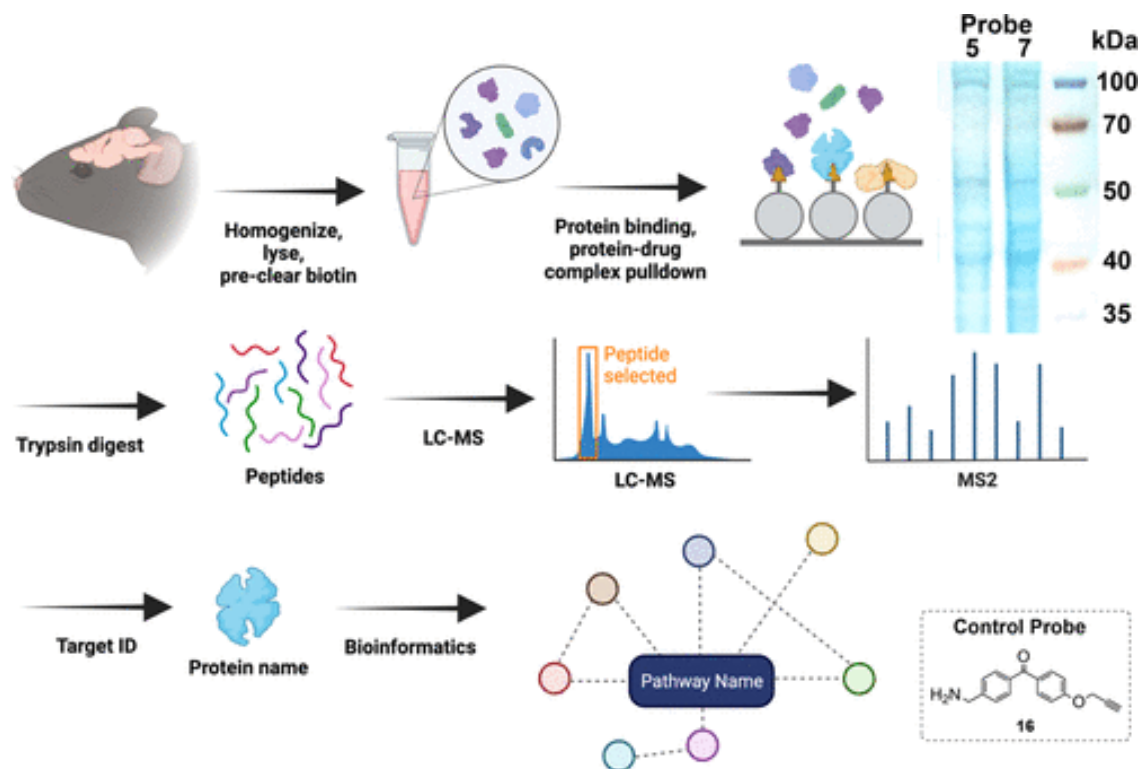 Probe
5 7
kDa
100
70
50
40
35
Homogenize,
lyse,
pre-clear biotin
Protein binding,
protein-drug
complex pulldown
Trypsin digest
Peptides
LC-MS
Peptide
selected
LC-MS
MS2
Target ID
Protein name
Bioinformatics
Pathway Name
Control Probe
O
H₂N
O
16